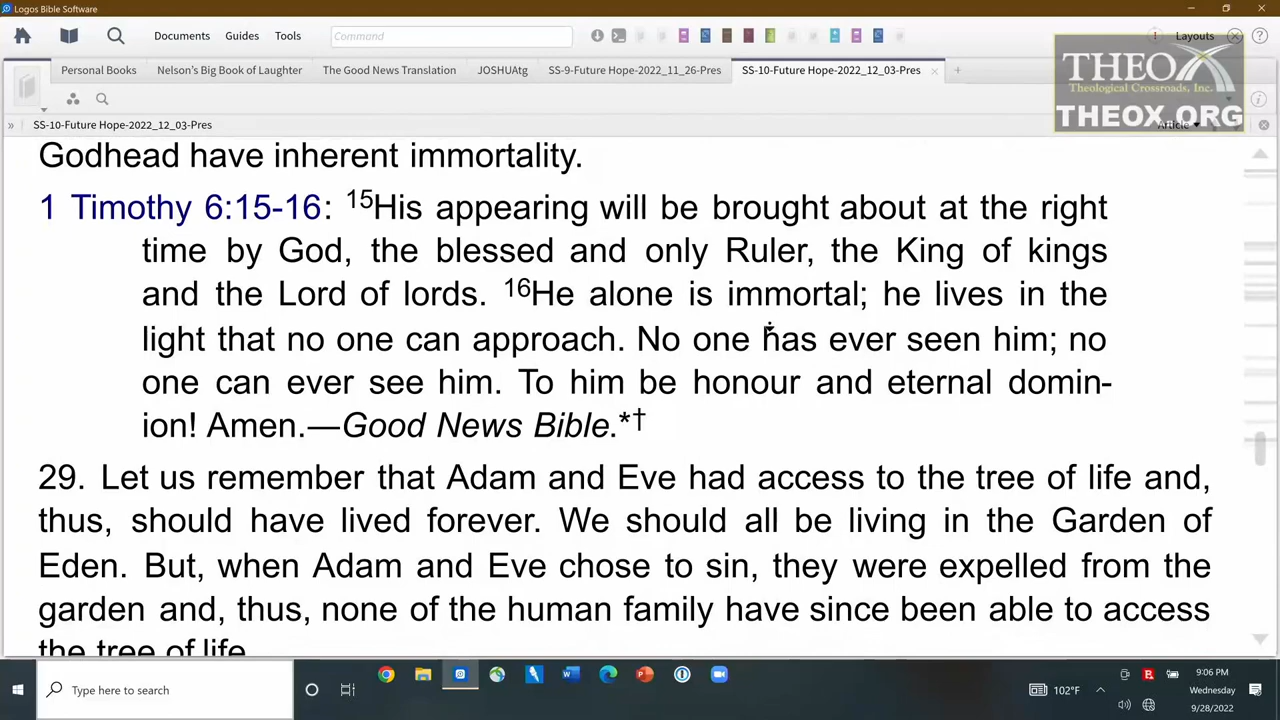 Logos Bible Software
Documents Guides Tools Command Layouts
THEOX
Theological Crossroads, Inc.
THEOX.ORG
Personal Books Nelson's Big Book of Laughter The Good News Translation JOSHUAtg SS-9-Future Hope-2022_11_26-Pres SS-10-Future Hope-2022_12_03-Pres
SS-10-Future Hope-2022_12_03-Pres Article
Godhead have inherent immortality.
1 Timothy 6:15-16: 15His appearing will be brought about at the right
time by God, the blessed and only Ruler, the King of kings
and the Lord of lords. 16He alone is immortal; he lives in the
light that no one can approach. No one has ever seen him; no
one can ever see him. To him be honour and eternal domin-
ion! Amen.—Good News Bible.*†
29. Let us remember that Adam and Eve had access to the tree of life and,
thus, should have lived forever. We should all be living in the Garden of
Eden. But, when Adam and Eve chose to sin, they were expelled from the
garden and, thus, none of the human family have since been able to access
the tree of life.
Type here to search
102°F
9:06 PM
Wednesday
9/28/2022